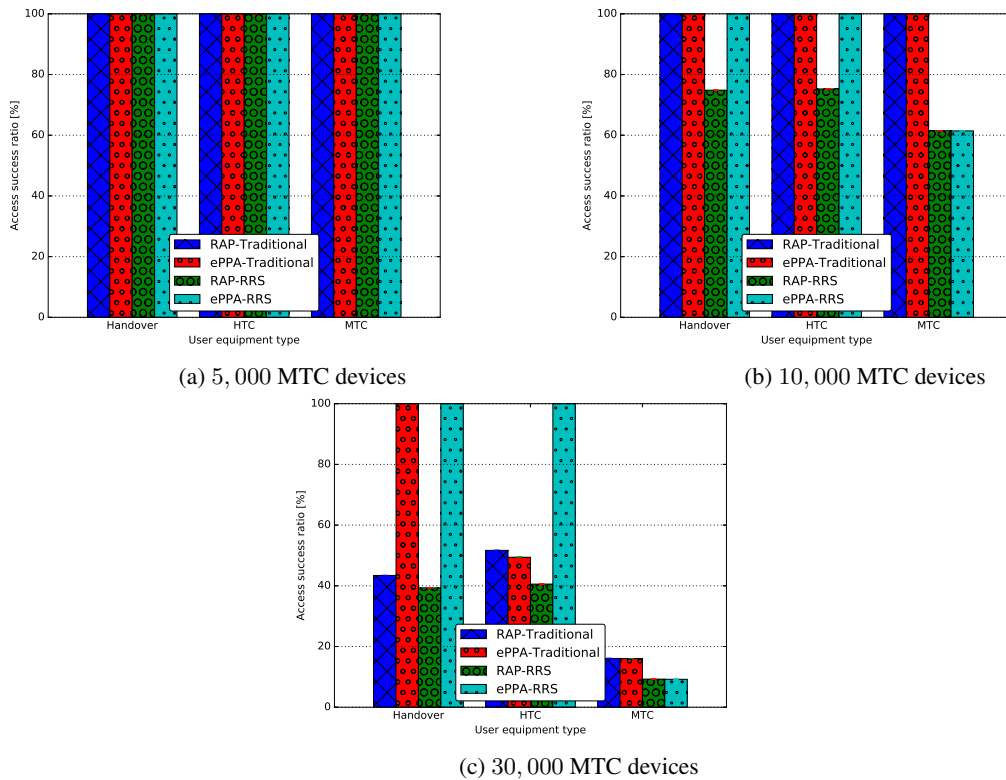 100
80
60
40
20
0
Access success ratio [%]
RAP-Traditional
ePPA-Traditional
RAP-RRS
ePPA-RRS
Handover HTC MTC
User equipment type
(a) 5, 000 MTC devices
100
80
60
40
20
0
Access success ratio [%]
RAP-Traditional
ePPA-Traditional
RAP-RRS
ePPA-RRS
Handover HTC MTC
User equipment type
(b) 10, 000 MTC devices
100
80
60
40
20
0
Access success ratio [%]
RAP-Traditional
ePPA-Traditional
RAP-RRS
ePPA-RRS
Handover HTC MTC
User equipment type
(c) 30, 000 MTC devices